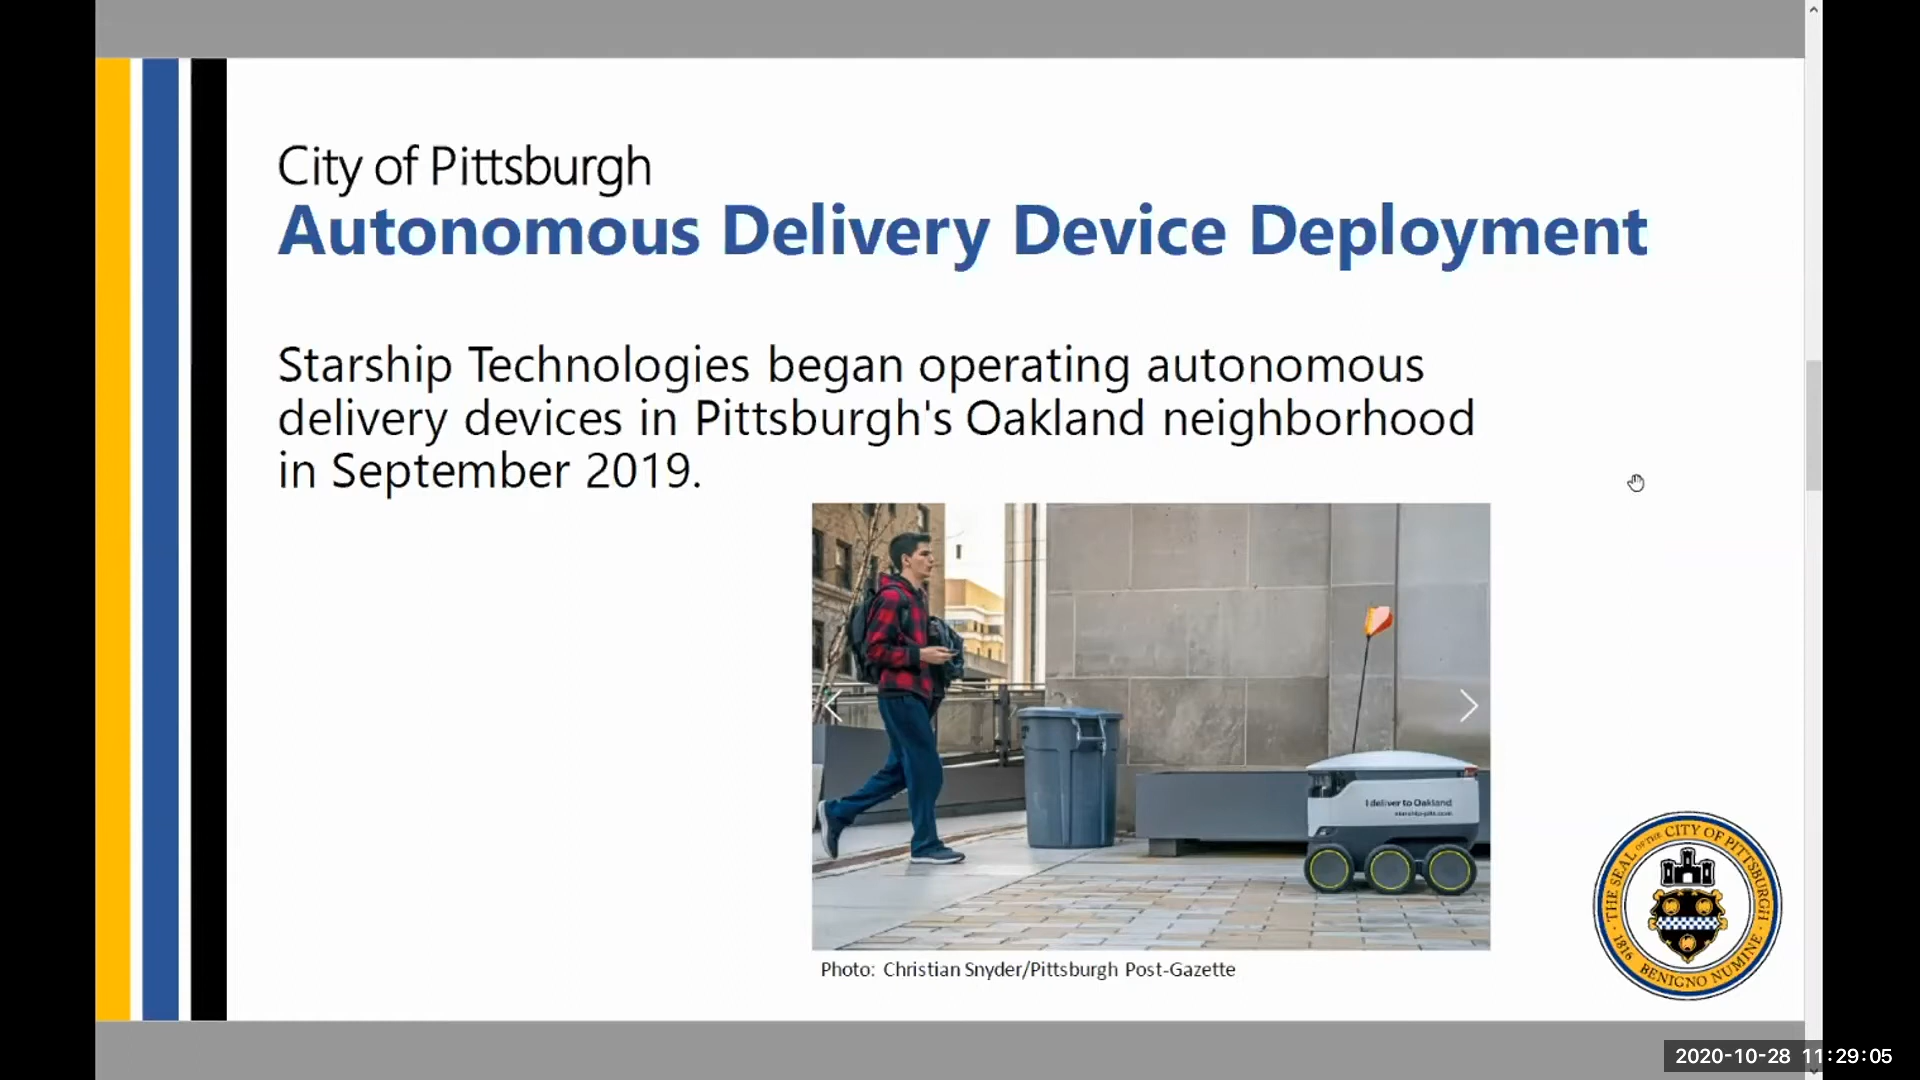 City of Pittsburgh
Autonomous Delivery Device Deployment
Starship Technologies began operating autonomous
delivery devices in Pittsburgh's Oakland neighborhood
in September 2019.
I deliver to Oakland
Photo: Christian Snyder/Pittsburgh Post-Gazette
THE SEAL OF THE CITY OF PITTSBURGH
1816
BENIGNO NUMINE
2020-10-28 11:29:05